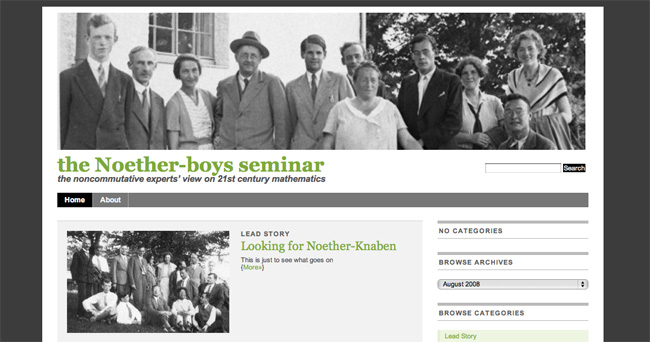 the Noether-boys seminar
the noncommutative experts' view on 21st century mathematics
Search
Home About
LEAD STORY
Looking for Noether-Knaben
This is just to see what goes on
{More»}
NO CATEGORIES
BROWSE ARCHIVES
August 2008
BROWSE CATEGORIES
Lead Story